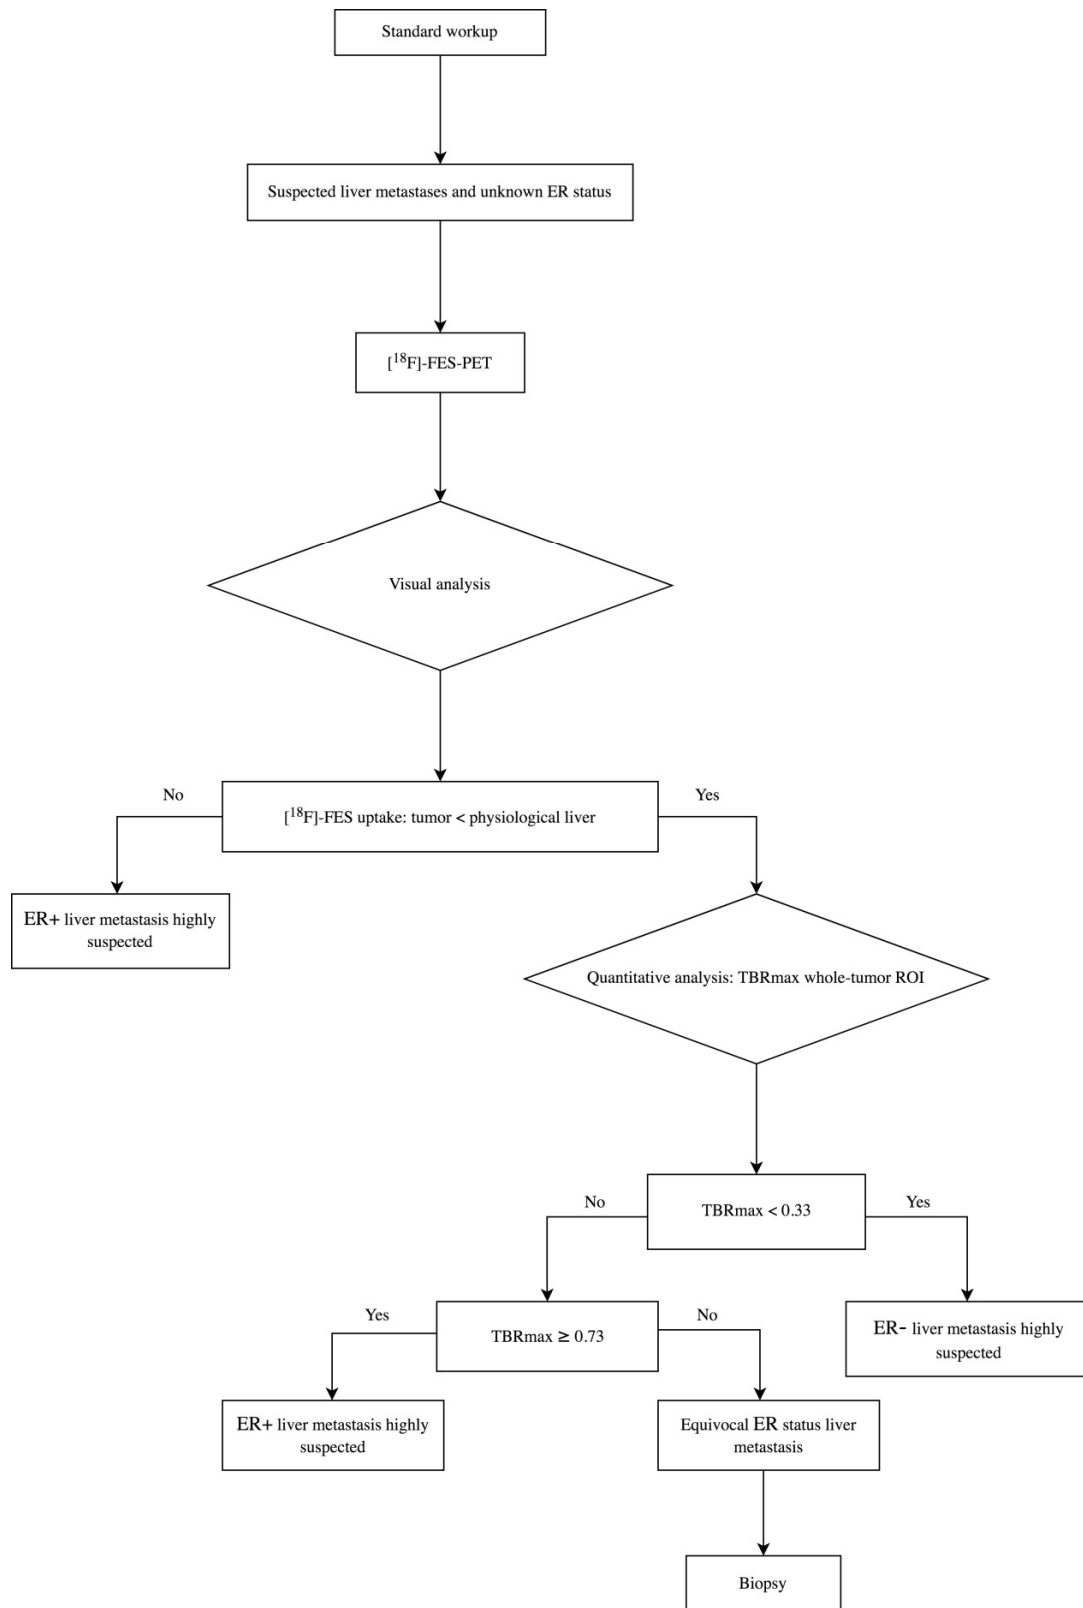 Standard workup
Suspected liver metastases and unknown ER status
[¹⁸F]-FES-PET
Visual analysis
No
Yes
[¹⁸F]-FES uptake: tumor < physiological liver
ER+ liver metastasis highly
suspected
Quantitative analysis: TBRmax whole-tumor ROI
No
Yes
TBRmax < 0.33
Yes
No
TBRmax ≥ 0.73
ER- liver metastasis highly
suspected
ER+ liver metastasis highly
suspected
Equivocal ER status liver
metastasis
Biopsy